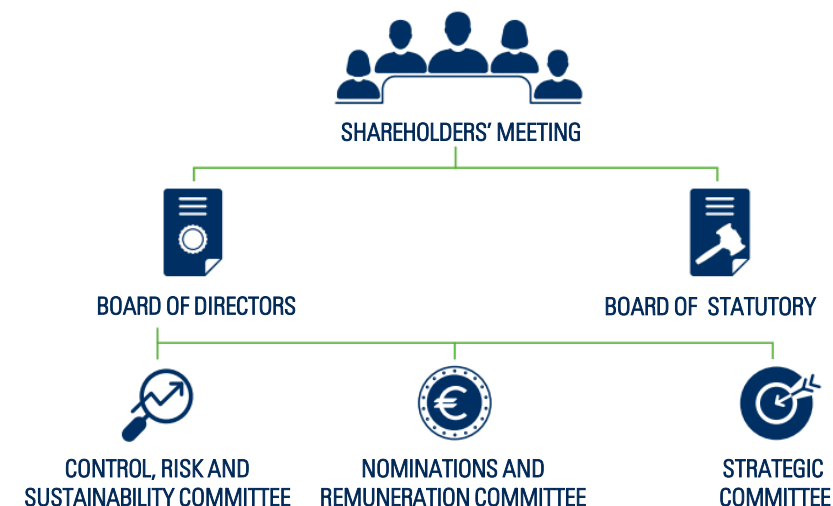 SHAREHOLDERS' MEETING
BOARD OF DIRECTORS
BOARD OF STATUTORY
CONTROL, RISK AND
SUSTAINABILITY COMMITTEE
NOMINATIONS AND
REMUNERATION COMMITTEE
STRATEGIC
COMMITTEE